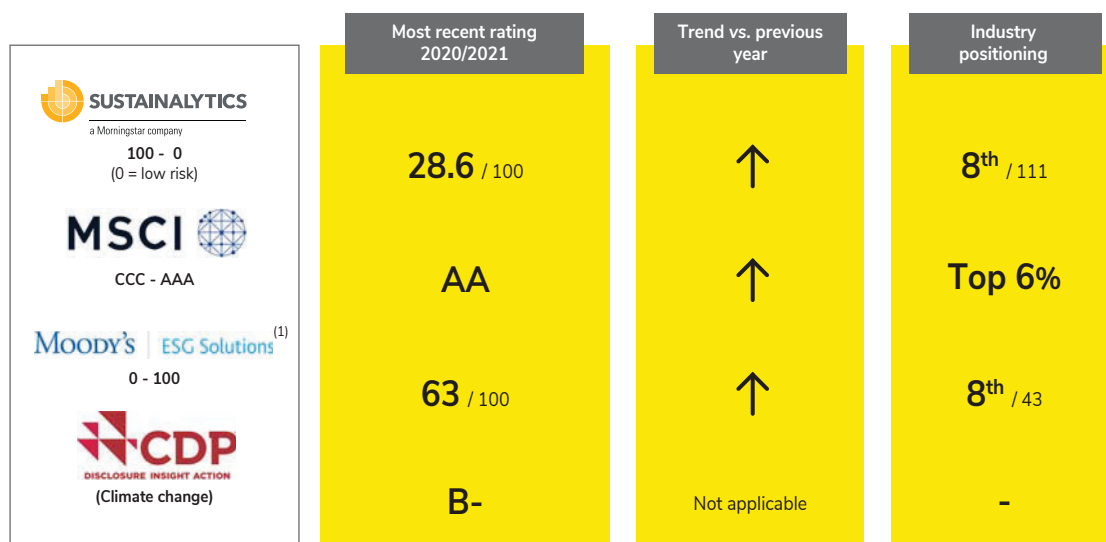 Most recent rating
2020/2021
Trend vs. previous
year
Industry
positioning
SUSTAINALYTICS
a Morningstar company
100 - 0
(0 = low risk)
28.6 / 100
8th / 111
MSCI
CCC - AAA
AA
Top 6%
MOODY'S | ESG Solutions(1)
0 - 100
63 / 100
8th / 43
CDP
DISCLOSURE INSIGHT ACTION
(Climate change)
B-
Not applicable
-